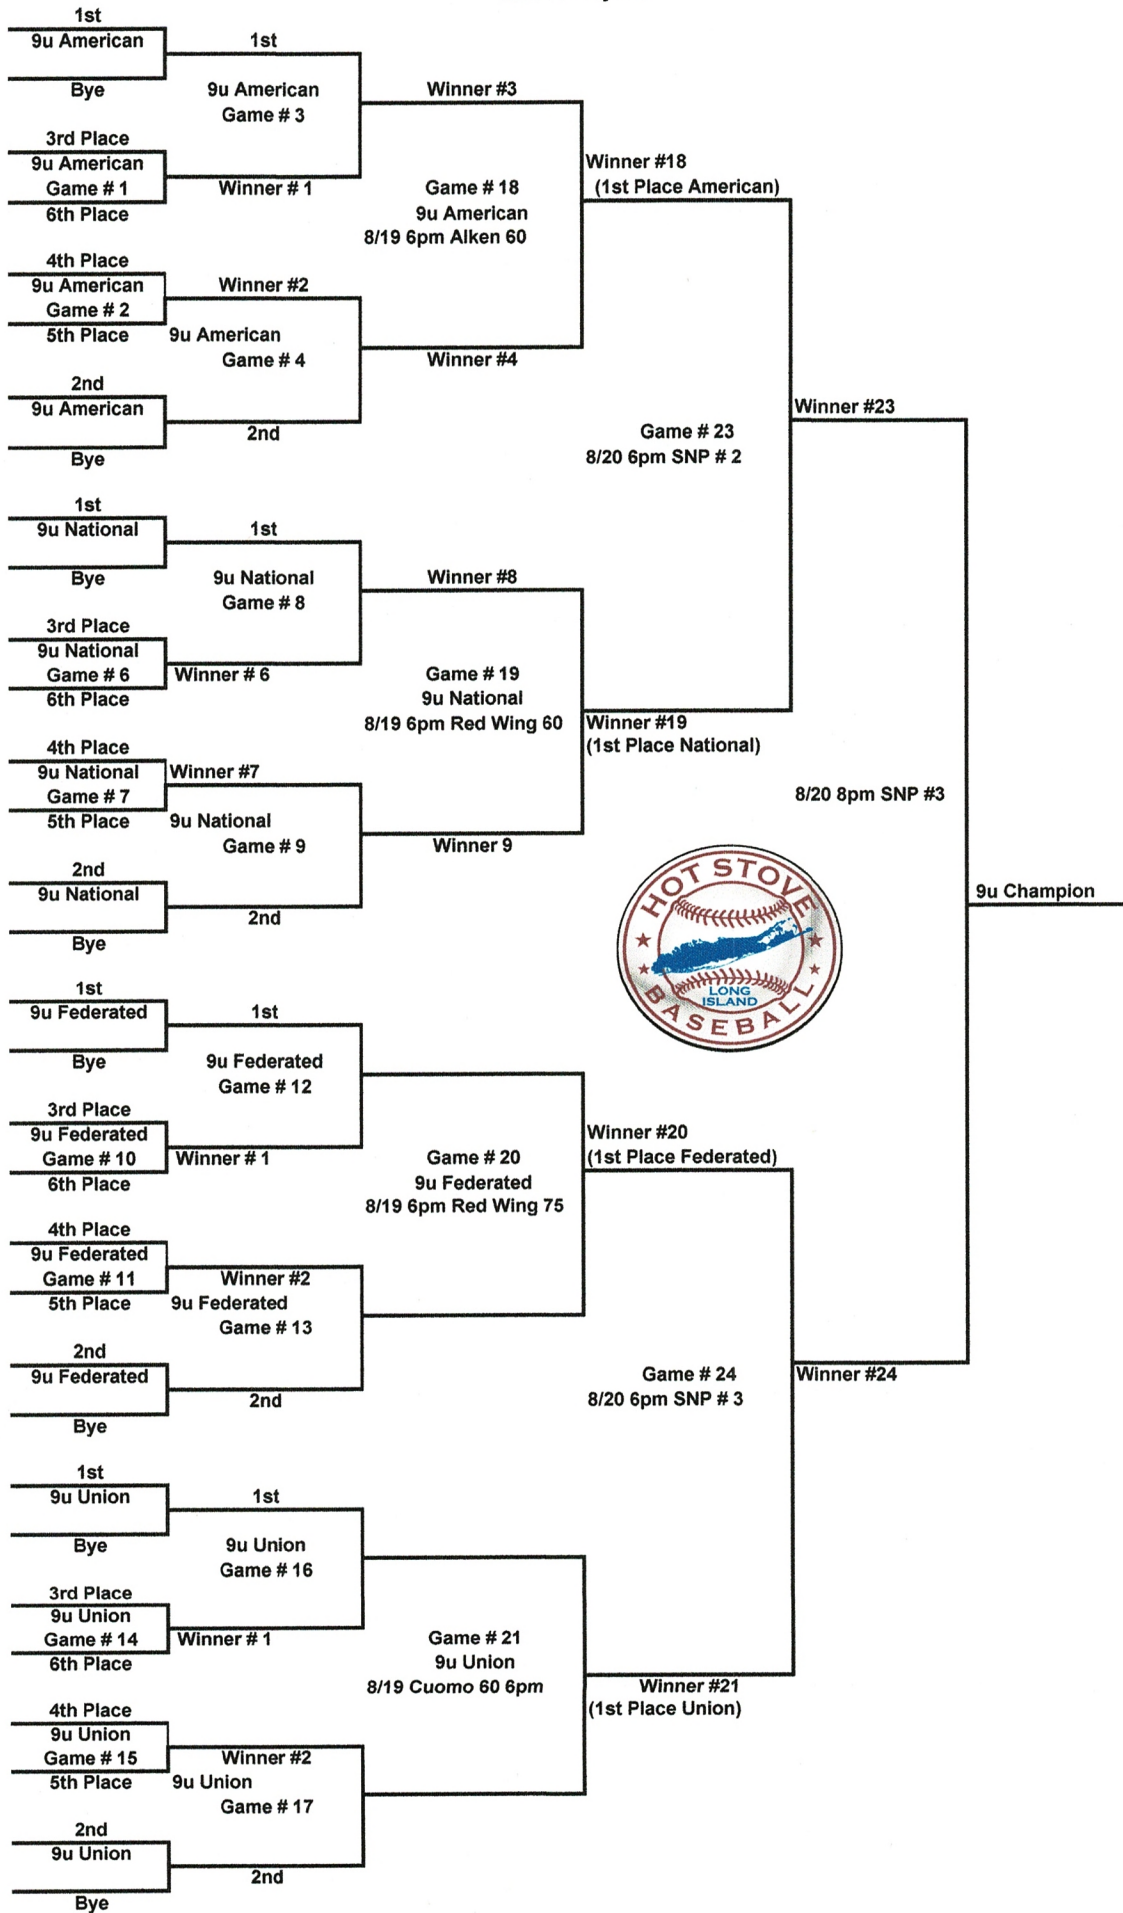 1st
9u American
Bye
1st
9u American
Game # 3
3rd Place
9u American
Game # 1
6th Place
Winner # 1
Winner #3
4th Place
9u American
Game # 2
5th Place
Winner #2
9u American
Game # 4
2nd
9u American
Bye
2nd
Winner #4
Game # 18
9u American
8/19 6pm Alken 60
Winner #18
(1st Place American)
1st
9u National
Bye
1st
9u National
Game # 8
3rd Place
9u National
Game # 6
6th Place
Winner # 6
Winner #8
4th Place
9u National
Game # 7
5th Place
Winner #7
9u National
Game # 9
2nd
9u National
Bye
2nd
Winner 9
Game # 19
9u National
8/19 6pm Red Wing 60
Winner #19
(1st Place National)
Game # 23
8/20 6pm SNP # 2
Winner #23
8/20 8pm SNP #3
9u Champion
HOT STOVE
LONG
ISLAND
BASEBALL
1st
9u Federated
Bye
1st
9u Federated
Game # 12
3rd Place
9u Federated
Game # 10
6th Place
Winner # 1
4th Place
9u Federated
Game # 11
5th Place
Winner #2
9u Federated
Game # 13
2nd
9u Federated
Bye
2nd
Game # 20
9u Federated
8/19 6pm Red Wing 75
Winner #20
(1st Place Federated)
1st
9u Union
Bye
1st
9u Union
Game # 16
3rd Place
9u Union
Game # 14
6th Place
Winner # 1
4th Place
9u Union
Game # 15
5th Place
Winner #2
9u Union
Game # 17
2nd
9u Union
Bye
2nd
Game # 21
9u Union
8/19 Cuomo 60 6pm
Winner #21
(1st Place Union)
Game # 24
8/20 6pm SNP # 3
Winner #24